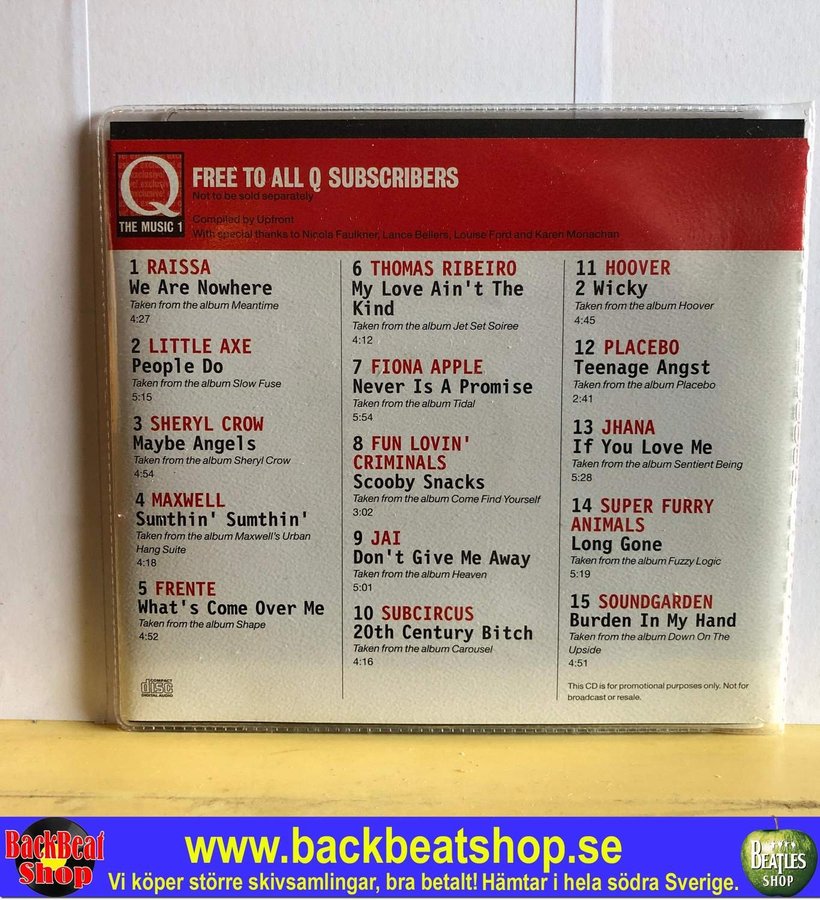 Q
THE MUSIC 1
FREE TO ALL Q SUBSCRIBERS
Not to be sold separately
Compiled by Upfront
With special thanks to Nicola Faulkner, Lance Bellers, Louise Ford and Karen Monachan
1 RAISSA
We Are Nowhere
Taken from the album Meantime
4:27
2 LITTLE AXE
People Do
Taken from the album Slow Fuse
5:15
3 SHERYL CROW
Maybe Angels
Taken from the album Sheryl Crow
4:54
4 MAXWELL
Sumthin' Sumthin'
Taken from the album Maxwell's Urban
Hang Suite
4:18
5 FRENTE
What's Come Over Me
Taken from the album Shape
4:52
COMPACT
disc
DIGITAL AUDIO
6 THOMAS RIBEIRO
My Love Ain't The
Kind
Taken from the album Jet Set Soiree
4:12
7 FIONA APPLE
Never Is A Promise
Taken from the album Tidal
5:54
8 FUN LOVIN'
CRIMINALS
Scooby Snacks
Taken from the album Come Find Yourself
3:02
9 JAI
Don't Give Me Away
Taken from the album Heaven
5:01
10 SUBCIRCUS
20th Century Bitch
Taken from the album Carousel
4:16
11 HOOVER
2 Wicky
Taken from the album Hoover
4:45
12 PLACEBO
Teenage Angst
Taken from the album Placebo
2:41
13 JHANA
If You Love Me
Taken from the album Sentient Being
5:28
14 SUPER FURRY
ANIMALS
Long Gone
Taken from the album Fuzzy Logic
5:19
15 SOUNDGARDEN
Burden In My Hand
Taken from the album Down On The
Upside
4:51
This CD is for promotional purposes only. Not for
broadcast or resale.
BackBeat
Shop
www.backbeatshop.se
Vi köper större skivsamlingar, bra betalt! Hämtar i hela södra Sverige.
BEATLES
SHOP